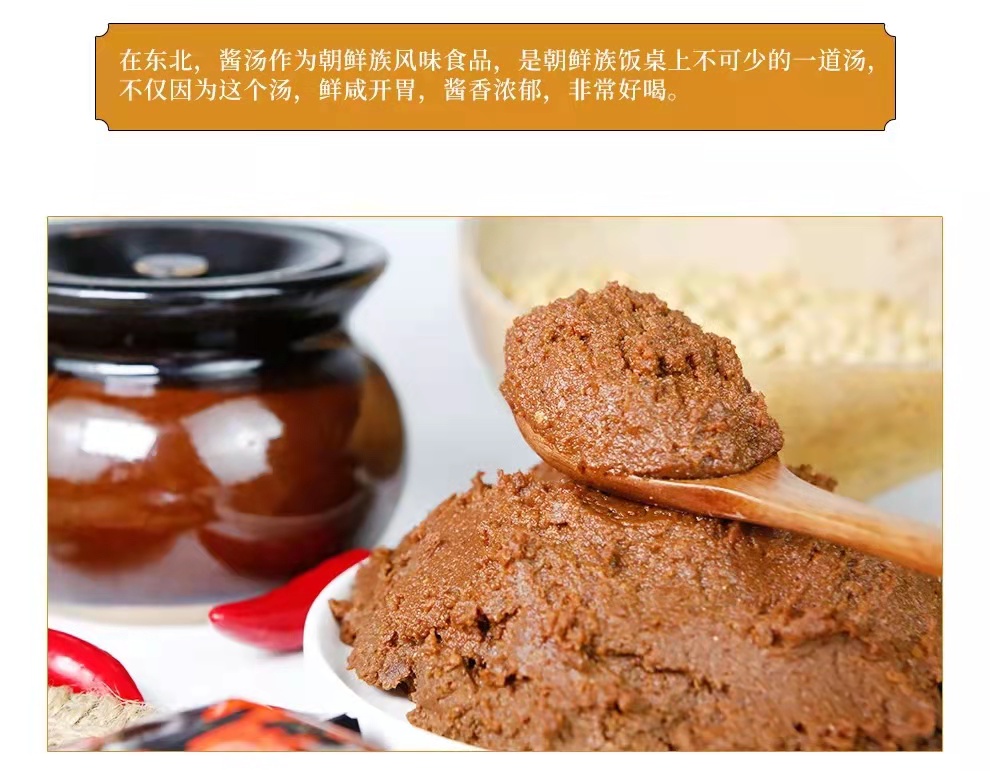 在东北，酱汤作为朝鲜族风味食品，是朝鲜族饭桌上不可少的一道汤，
不仅因为这个汤，鲜咸开胃，酱香浓郁，非常好喝。